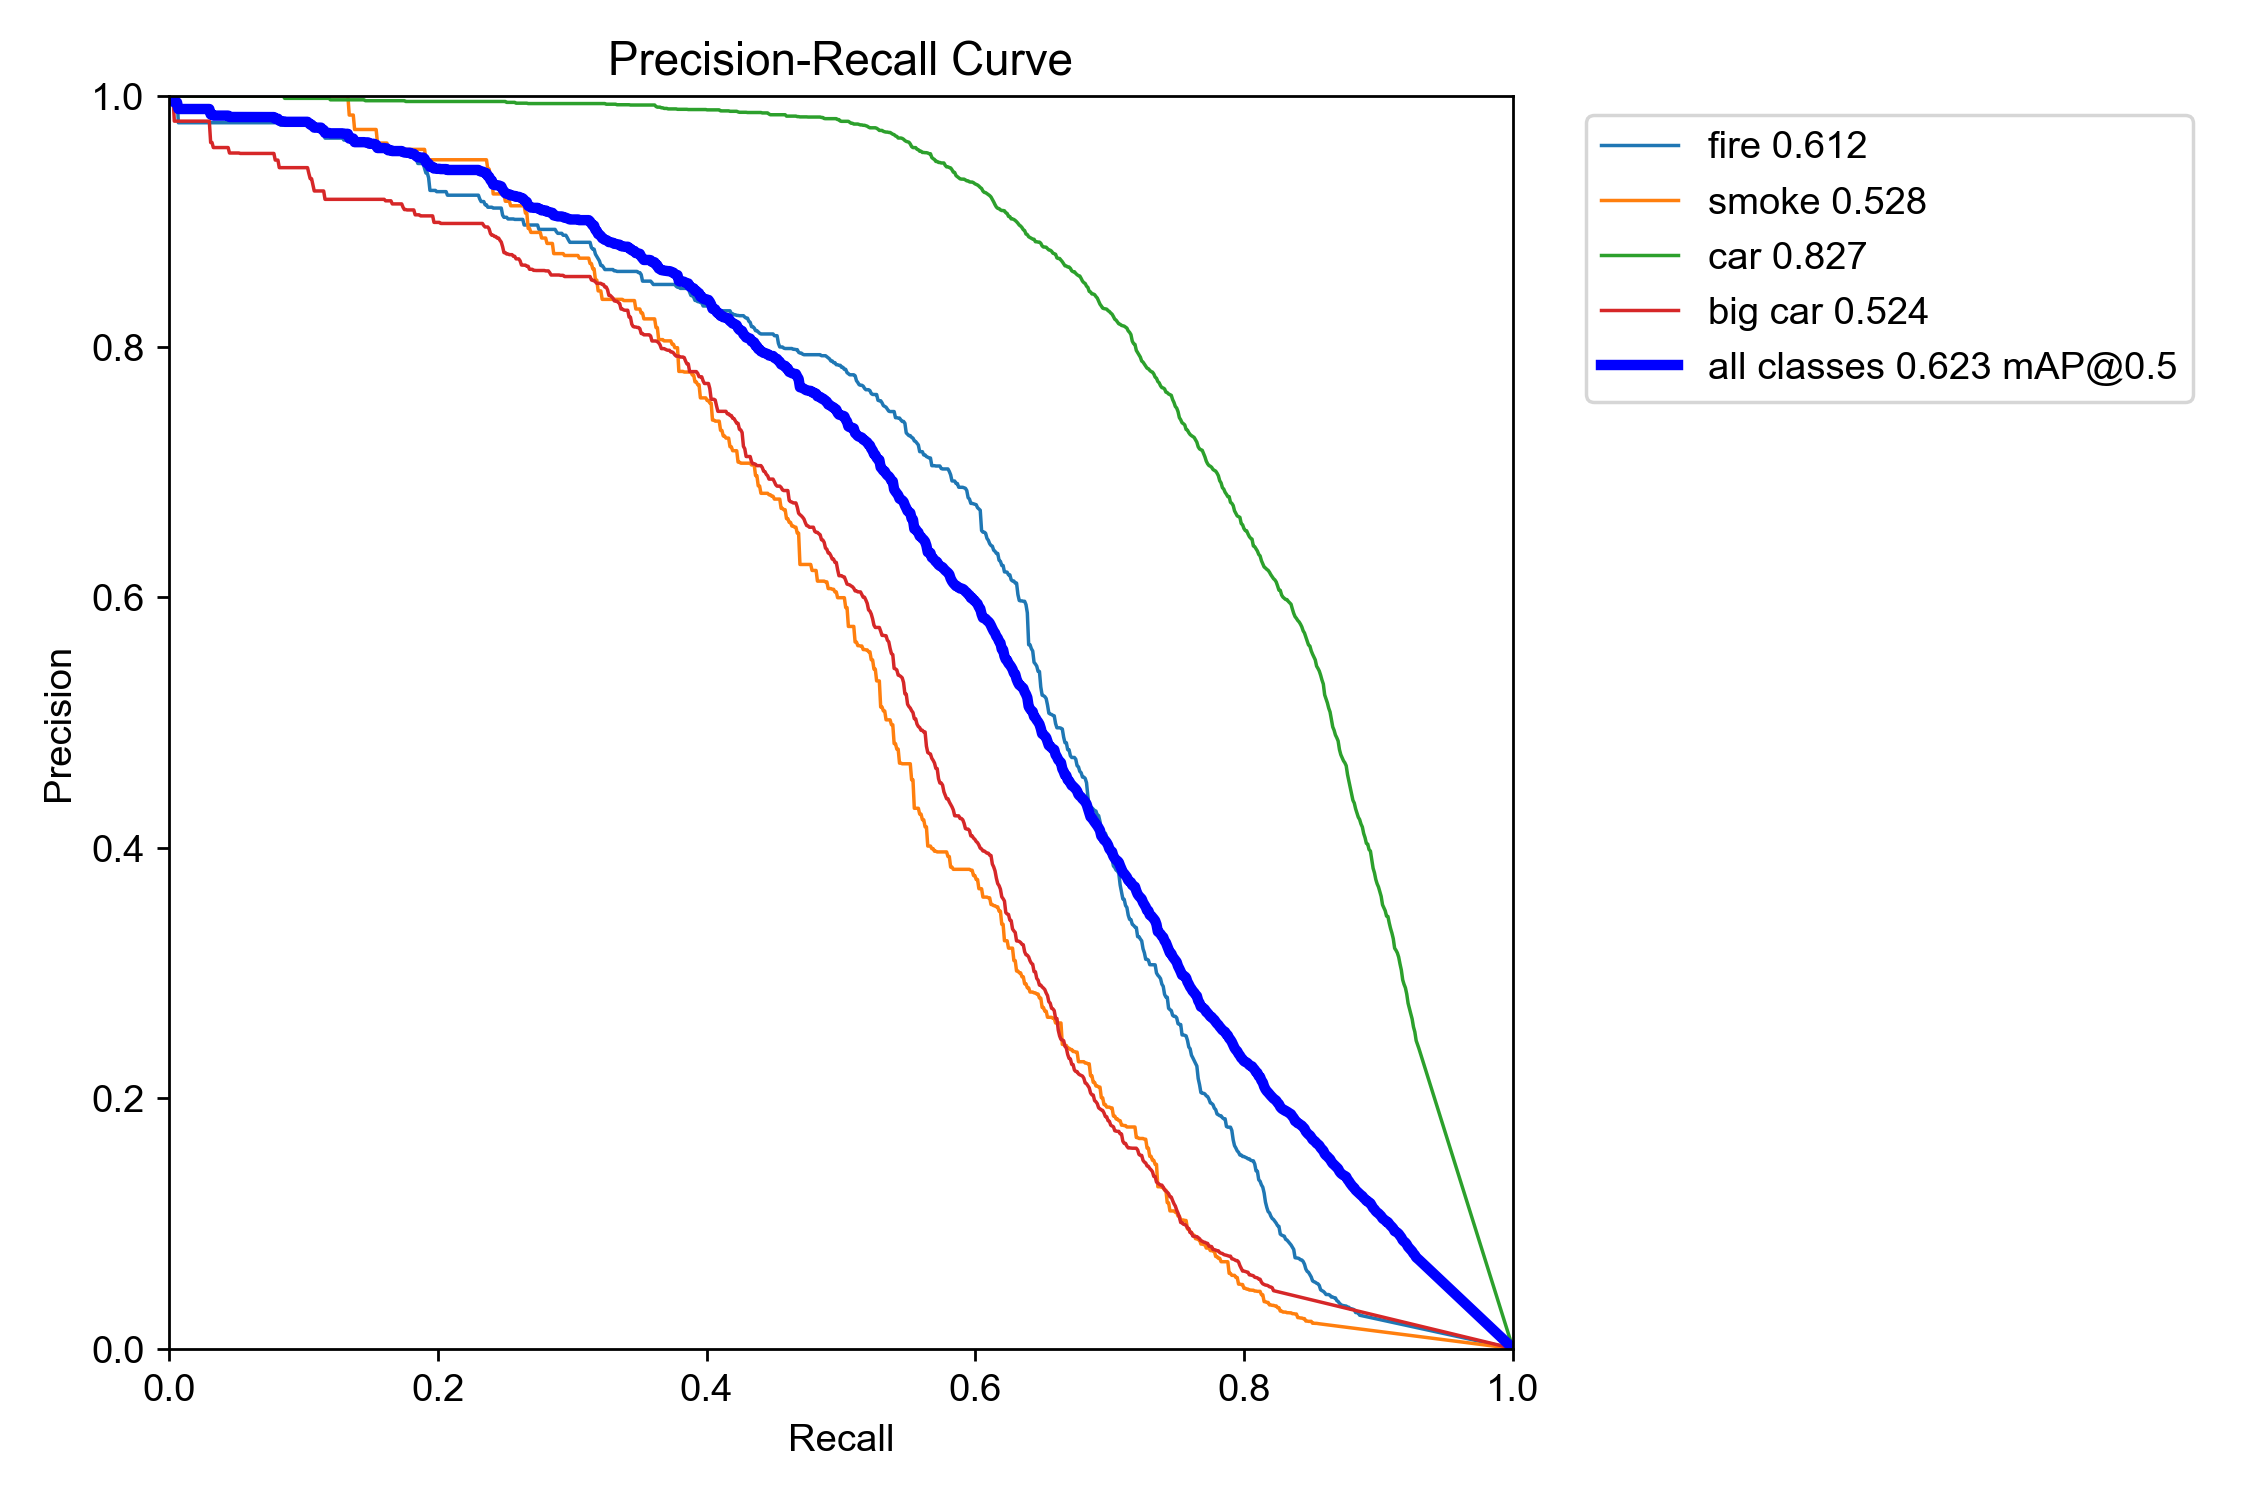 Precision-Recall Curve
1.0
0.8
0.6
0.4
0.2
0.0
Precision
0.0 0.2 0.4 0.6 0.8 1.0
Recall
fire 0.612
smoke 0.528
car 0.827
big car 0.524
all classes 0.623 mAP@0.5